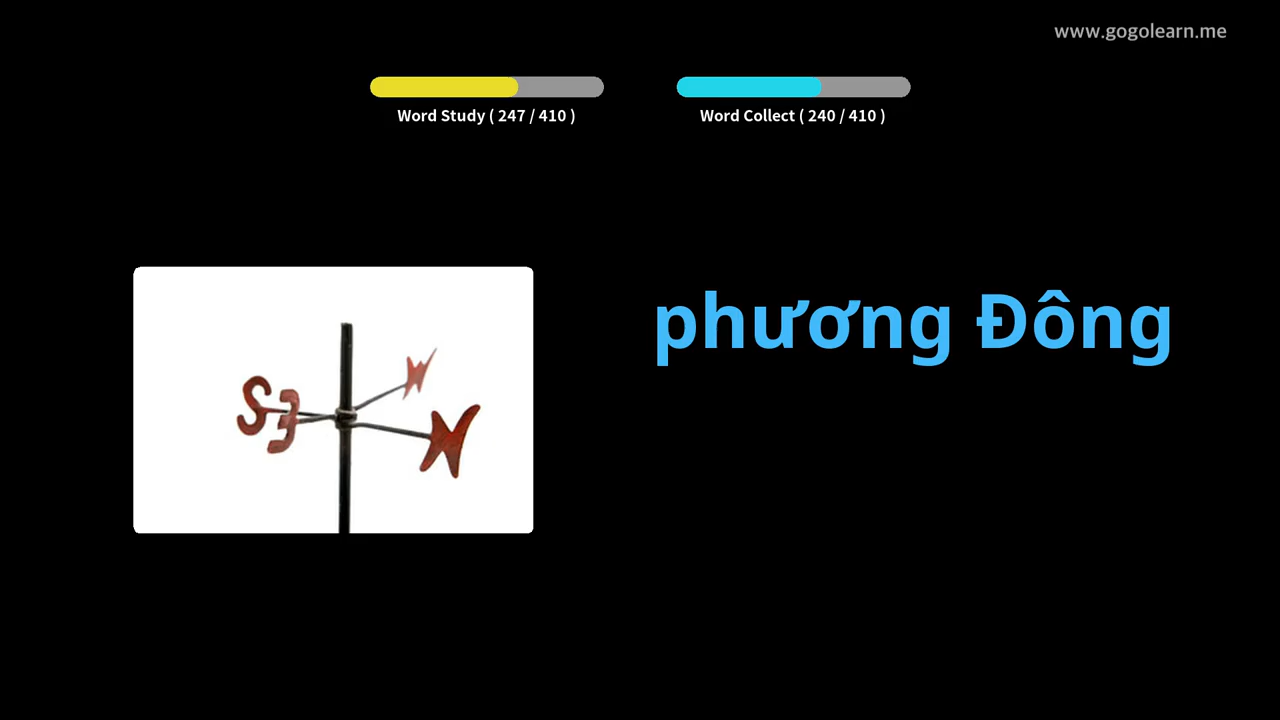 www.gogolearn.me
Word Study ( 247 / 410 )
Word Collect ( 240 / 410 )
phương Đông
S
E
N